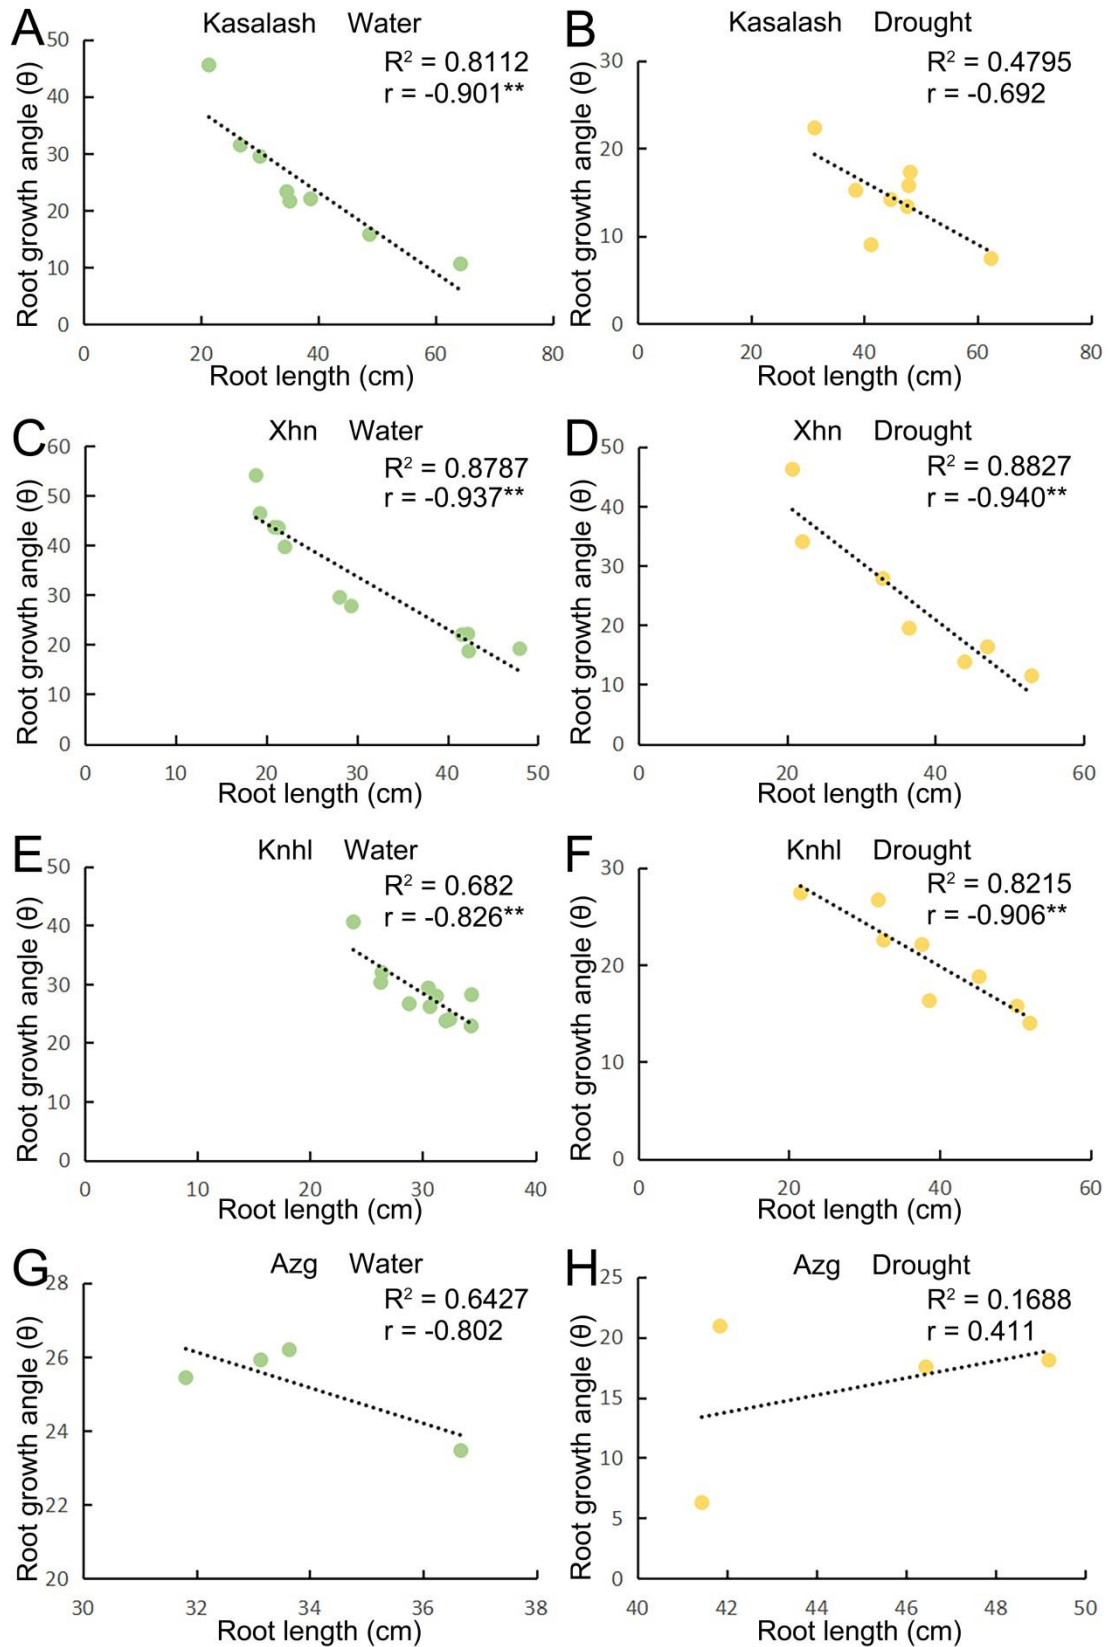 A
Kasalash Water
R² = 0.8112
r = -0.901**
Root growth angle (θ)
50
40
30
20
10
0
0 20 40 60 80
Root length (cm)
B
Kasalash Drought
R² = 0.4795
r = -0.692
Root growth angle (θ)
30
20
10
0
0 20 40 60 80
Root length (cm)
C
Xhn Water
R² = 0.8787
r = -0.937**
Root growth angle (θ)
60
50
40
30
20
10
0
0 10 20 30 40 50
Root length (cm)
D
Xhn Drought
R² = 0.8827
r = -0.940**
Root growth angle (θ)
50
40
30
20
10
0
0 20 40 60
Root length (cm)
E
Knhl Water
R² = 0.682
r = -0.826**
Root growth angle (θ)
50
40
30
20
10
0
0 10 20 30 40
Root length (cm)
F
Knhl Drought
R² = 0.8215
r = -0.906**
Root growth angle (θ)
30
20
10
0
0 20 40 60
Root length (cm)
G
Azg Water
R² = 0.6427
r = -0.802
Root growth angle (θ)
28
26
24
22
20
30 32 34 36 38
Root length (cm)
H
Azg Drought
R² = 0.1688
r = 0.411
Root growth angle (θ)
25
20
15
10
5
0
40 42 44 46 48 50
Root length (cm)